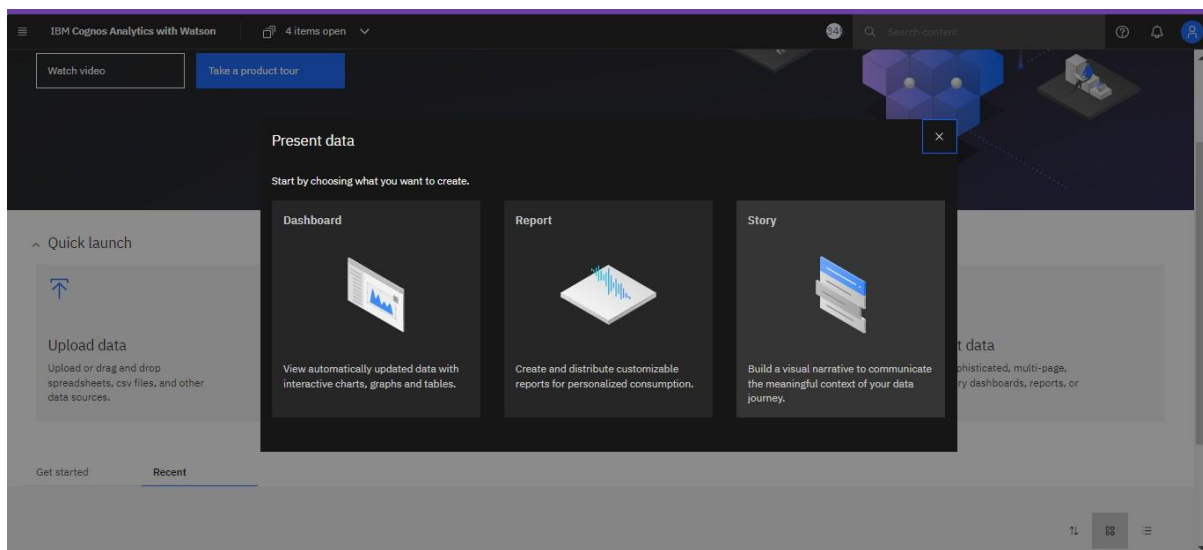 IBM Cognos Analytics with Watson
4 items open
34
Search content
Watch video
Take a product tour
Present data
Start by choosing what you want to create.
Dashboard
View automatically updated data with
interactive charts, graphs and tables.
Report
Create and distribute customizable
reports for personalized consumption.
Story
Build a visual narrative to communicate
the meaningful context of your data
journey.
Quick launch
Upload data
Upload or drag and drop
spreadsheets, csv files, and other
data sources.
t data
phisticated, multi-page,
ry dashboards, reports, or
Get started
Recent